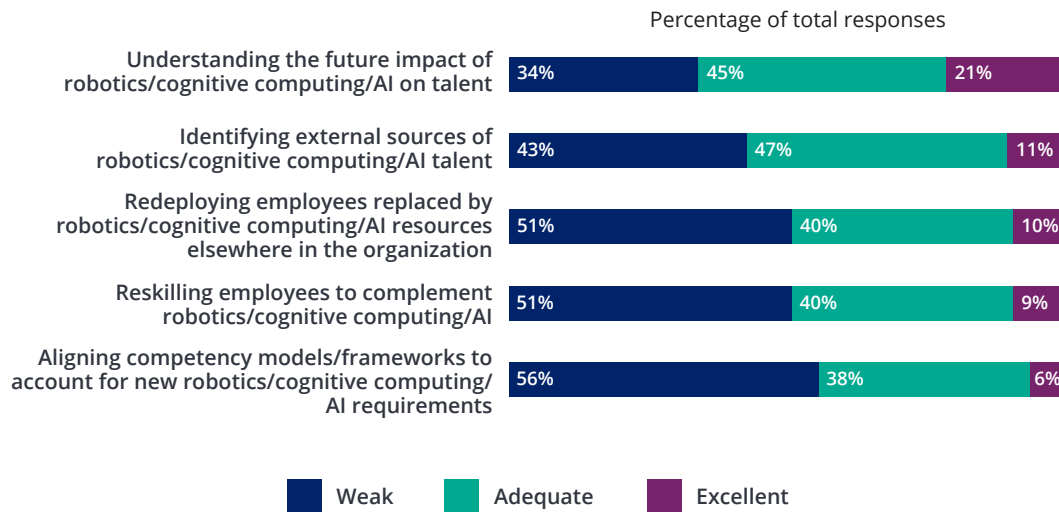 Percentage of total responses
Understanding the future impact of
robotics/cognitive computing/AI on talent
34% 45% 21%
Identifying external sources of
robotics/cognitive computing/AI talent
43% 47% 11%
Redeploying employees replaced by
robotics/cognitive computing/AI resources
elsewhere in the organization
51% 40% 10%
Reskilling employees to complement
robotics/cognitive computing/AI
51% 40% 9%
Aligning competency models/frameworks to
account for new robotics/cognitive computing/
AI requirements
56% 38% 6%
Weak Adequate Excellent